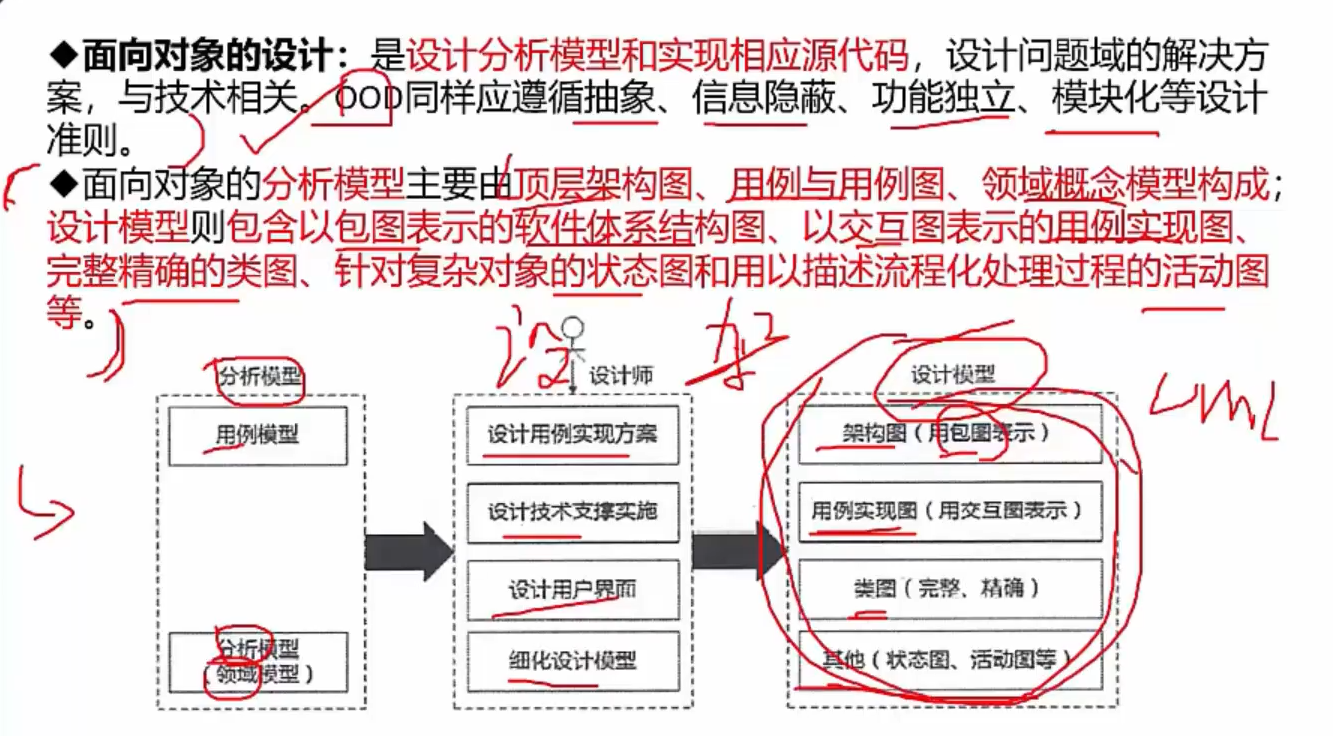 ◆面向对象的设计：是设计分析模型和实现相应源代码，设计问题域的解决方
案，与技术相关。OOD同样应遵循抽象、信息隐蔽、功能独立、模块化等设计
准则。
◆面向对象的分析模型主要由顶层架构图、用例与用例图、领域概念模型构成；
设计模型则包含以包图表示的软件体系结构图、以交互图表示的用例实现图、
完整精确的类图、针对复杂对象的状态图和用以描述流程化处理过程的活动图
等。
分析模型
用例模型
分析模型
（领域模型）
设计师
设计用例实现方案
设计技术支撑实施
设计用户界面
细化设计模型
设计模型
架构图（用包图表示）
用例实现图（用交互图表示）
类图（完整、精确）
其他（状态图、活动图等）
uml